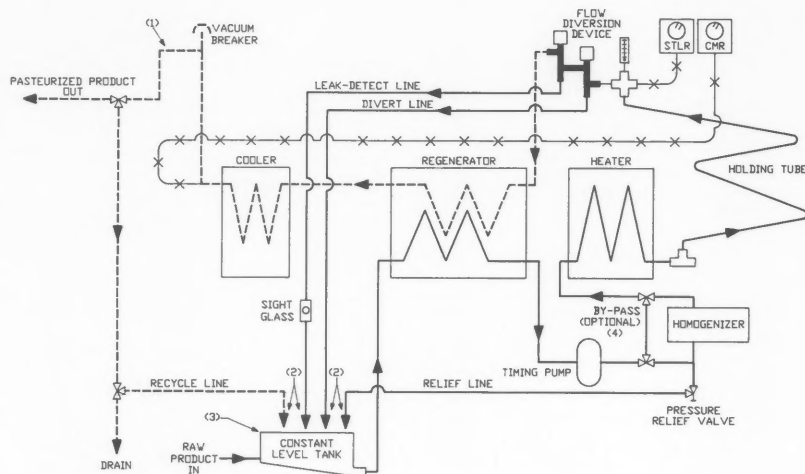 (1)
VACUUM
BREAKER
FLOW
DIVERSION
DEVICE
STLR
CMR
PASTEURIZED PRODUCT
OUT
LEAK-DETECT LINE
DIVERT LINE
COOLER
REGENERATOR
HEATER
HOLDING TUBE
SIGHT
GLASS
BY-PASS
(OPTIONAL)
(4)
HOMOGENIZER
TIMING PUMP
RECYCLE LINE
(2)
(2)
RELIEF LINE
PRESSURE
RELIEF VALVE
(3)
CONSTANT
LEVEL TANK
RAW
PRODUCT
IN
DRAIN